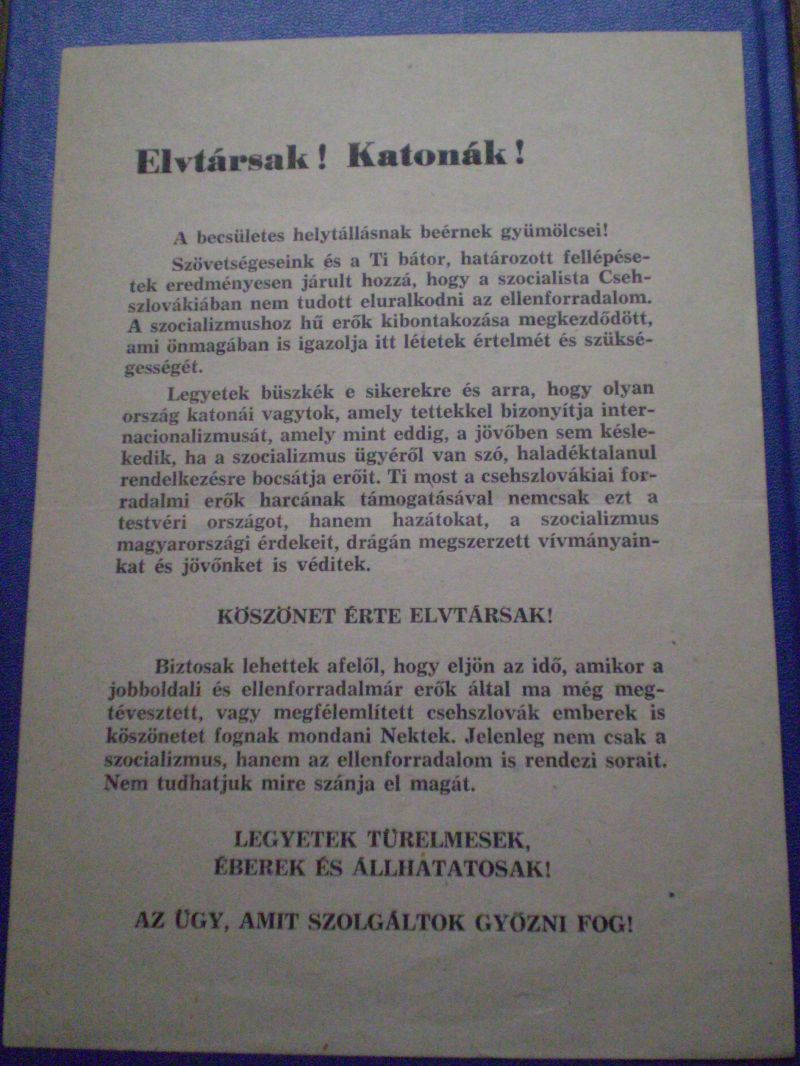 Elvtársak! Katonák!
A becsületes helytállásnak beérnek gyümölcsei!
Szövetségeseink és a Ti bátor, határozott fellépése-
tek eredményesen járult hozzá, hogy a szocialista Cseh-
szlovákiában nem tudott eluralkodni az ellenforradalom.
A szocializmushoz hű erők kibontakozása megkezdődött,
ami önmagában is igazolja itt létetek értelmét és szüksé-
gességét.
Legyetek büszkék e sikerekre és arra, hogy olyan
ország katonái vagytok, amely tettekkel bizonyítja inter-
nacionalizmusát, amely mint eddig, a jövőben sem késle-
kedik, ha a szocializmus ügyéről van szó, haladéktalanul
rendelkezésre bocsátja erőit. Ti most a csehszlovákiai for-
radalmi erők harcának támogatásával nemcsak ezt a
testvéri országot, hanem hazátokat, a szocializmus
magyarországi érdekeit, drágán megszerzett vívmányain-
kat és jövőnket is véditek.
KÖSZÖNET ÉRTE ELVTÁRSAK!
Biztosak lehettek afelől, hogy eljön az idő, amikor a
jobboldali és ellenforradalmár erők által ma még meg-
tévesztett, vagy megfélemlített csehszlovák emberek is
köszönetet fognak mondani Nektek. Jelenleg nem csak a
szocializmus, hanem az ellenforradalom is rendezi sorait.
Nem tudhatjuk mire szánja el magát.
LEGYETEK TÜRELMESEK,
ÉBEREK ÉS ÁLLHATATOSAK!
AZ ÜGY, AMIT SZOLGÁLTOK GYŐZNI FOG!